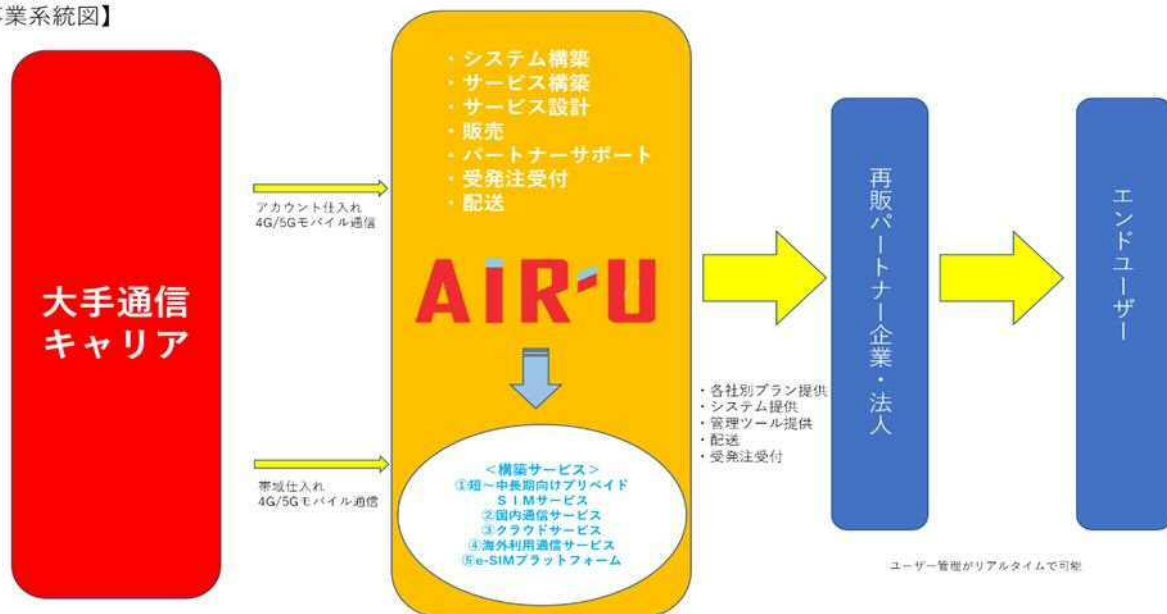 業系統図】
大手通信
キャリア
アカウント仕入れ
4G/5Gモバイル通信
帯域仕入れ
4G/5Gモバイル通信
・システム構築
・サービス構築
・サービス設計
・販売
・パートナーサポート
・受発注受付
・配送
AiR-U
<構築サービス>
①短~中長期向けプリペイド
SIMサービス
②国内通信サービス
③クラウドサービス
④海外利用通信サービス
⑤e-SIMプラットフォーム
・各社別プラン提供
・システム提供
・管理ツール提供
・配送
・受発注受付
再販パートナー企業・法人
エンドユーザー
ユーザー管理がリアルタイムで可能